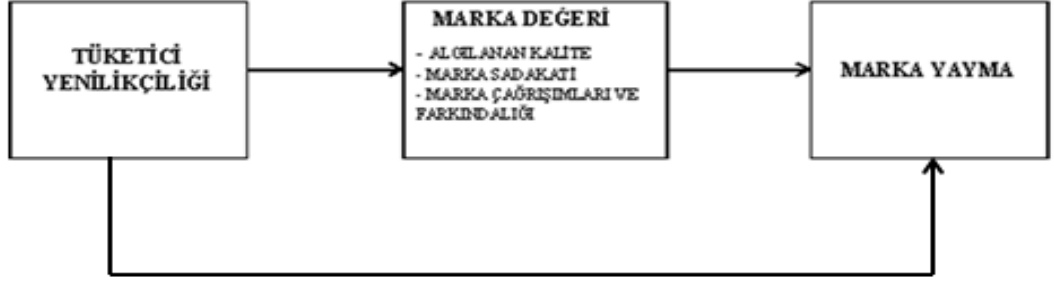 TÜKETİCİ
YENİLİKÇİLİĞİ
MARKA DEĞERİ
- ALGILANAN KALİTE
- MARKA SADAKATİ
- MARKA ÇAĞRIŞIMLARI VE
FARKINDALIĞI
MARKA YAYMA